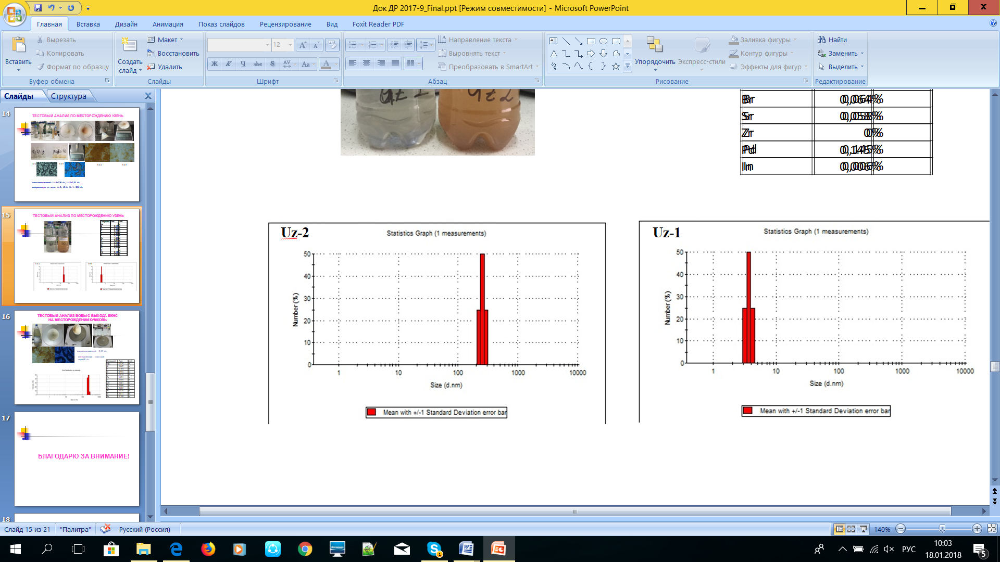 Док ДР 2017-9_Final.ppt [Режим совместимости] - Microsoft PowerPoint
Главная
Вставка
Дизайн
Анимация
Показ слайдов
Рецензирование
Вид
Foxit Reader PDF
Вставить
Вырезать
Копировать
Формат по образцу
Буфер обмена
Создать слайд
Макет
Восстановить
Удалить
Слайды
12
Ж К Ч abc S AV Aa A
Шрифт
Направление текста
Выровнять текст
Преобразовать в SmartArt
Абзац
Упорядочить
Экспресс-стили
Заливка фигуры
Контур фигуры
Эффекты для фигур
Рисование
Найти
Заменить
Выделить
Редактирование
Слайды
Структура
14
ТЕСТОВЫЙ АНАЛИЗ ПО МЕСТОРОЖДЕНИЮ УЗЕНЬ
15
ТЕСТОВЫЙ АНАЛИЗ ПО МЕСТОРОЖДЕНИЮ УЗЕНЬ
16
ТЕСТОВЫЙ АНАЛИЗ ВОДЫ С ВЫХОДА БКНС
НА МЕСТОРОЖДЕНИИ КУМКОЛЬ
17
БЛАГОДАРЮ ЗА ВНИМАНИЕ!
18
Br 0,064%
Sr 0,058%
Zr 0%
Pd 0,145%
In 0,006%
Uz-2
Statistics Graph (1 measurements)
Number (%)
50
40
30
20
10
0
1 10 100 1000 10000
Size (d.nm)
Mean with +/-1 Standard Deviation error bar
Uz-1
Statistics Graph (1 measurements)
Number (%)
50
40
30
20
10
0
1 10 100 1000 10000
Size (d.nm)
Mean with +/-1 Standard Deviation error bar
Слайд 15 из 21
"Палитра"
Русский (Россия)
140%
РУС
10:03
18.01.2018
5